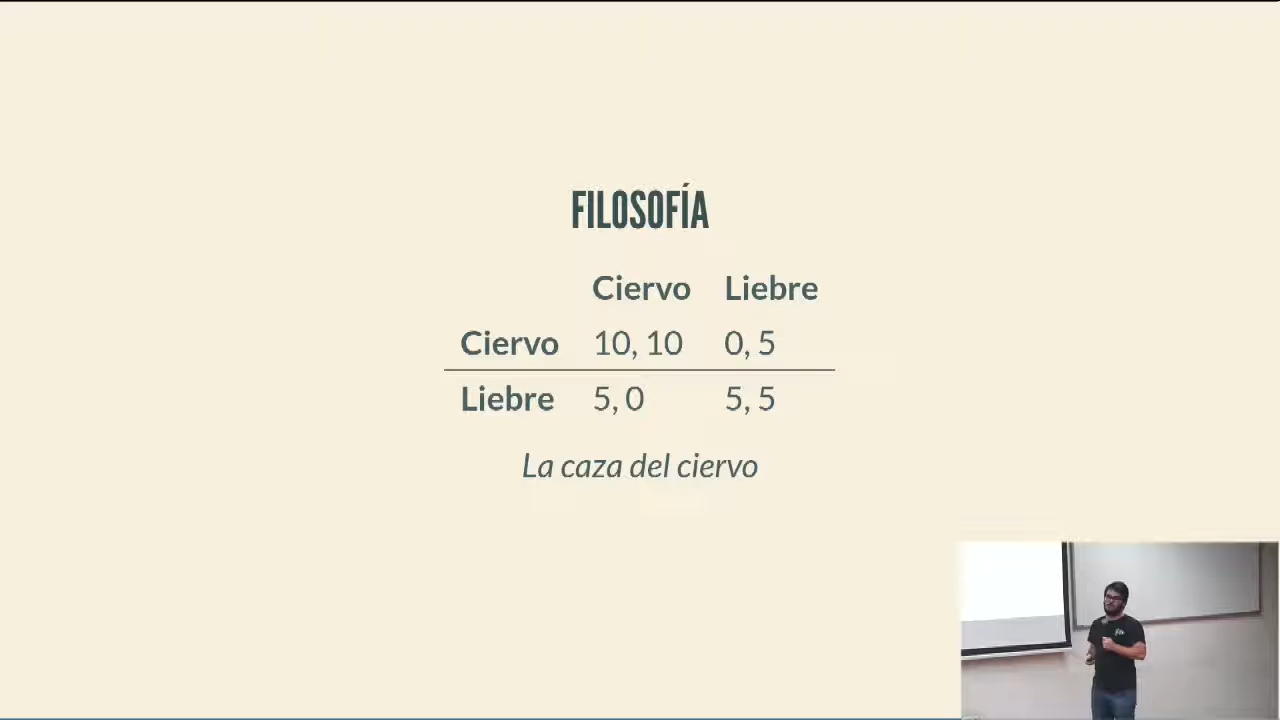 FILOSOFÍA
Ciervo Liebre
Ciervo 10, 10 0, 5
Liebre 5, 0 5, 5
La caza del ciervo